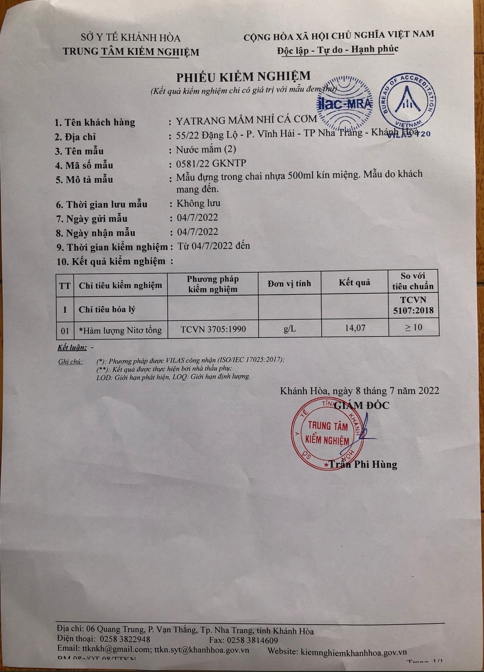 SỞ Y TẾ KHÁNH HÒA
TRUNG TÂM KIỂM NGHIỆM
CỘNG HÒA XÃ HỘI CHỦ NGHĨA VIỆT NAM
Độc lập - Tự do - Hạnh phúc
PHIẾU KIỂM NGHIỆM
(Kết quả kiểm nghiệm chỉ có giá trị với mẫu đem thử)
ilac-MRA
BUREAU OF ACCREDITATION
VIETNAM
VILAS 720
1. Tên khách hàng : YATRANG MẮM NHỈ CÁ CƠM
2. Địa chỉ : 55/22 Đặng Lộ - P. Vĩnh Hải - TP Nha Trang - Khánh Hòa
3. Tên mẫu : Nước mắm (2)
4. Mã số mẫu : 0581/22 GKNTP
5. Mô tả mẫu : Mẫu đựng trong chai nhựa 500ml kín miệng. Mẫu do khách
mang đến.
6. Thời gian lưu mẫu : Không lưu
7. Ngày gửi mẫu : 04/7/2022
8. Ngày nhận mẫu : 04/7/2022
9. Thời gian kiểm nghiệm : Từ 04/7/2022 đến
10. Kết quả kiểm nghiệm :
TT Chỉ tiêu kiểm nghiệm Phương pháp kiểm nghiệm Đơn vị tính Kết quả So với tiêu chuẩn
I Chỉ tiêu hóa lý TCVN 5107:2018
01 *Hàm lượng Nitơ tổng TCVN 3705:1990 g/L 14,07 ≥ 10
Kết luận: -
Ghi chú: (*): Phương pháp được VILAS công nhận (ISO/IEC 17025:2017);
(**): Kết quả được thực hiện bởi nhà thầu phụ;
LOD: Giới hạn phát hiện, LOQ: Giới hạn định lượng.
Khánh Hòa, ngày 8 tháng 7 năm 2022
GIÁM ĐỐC
SỞ Y TẾ TỈNH KHÁNH HÒA
TRUNG TÂM
KIỂM NGHIỆM
Trần Phi Hùng
Địa chỉ: 06 Quang Trung, P. Vạn Thắng, Tp. Nha Trang, tỉnh Khánh Hòa
Điện thoại: 0258 3822948 Fax: 0258 3814609
Email: ttknkh@gmail.com; ttkn.syt@khanhhoa.gov.vn Website: kiemnghiemkhanhhoa.gov.vn